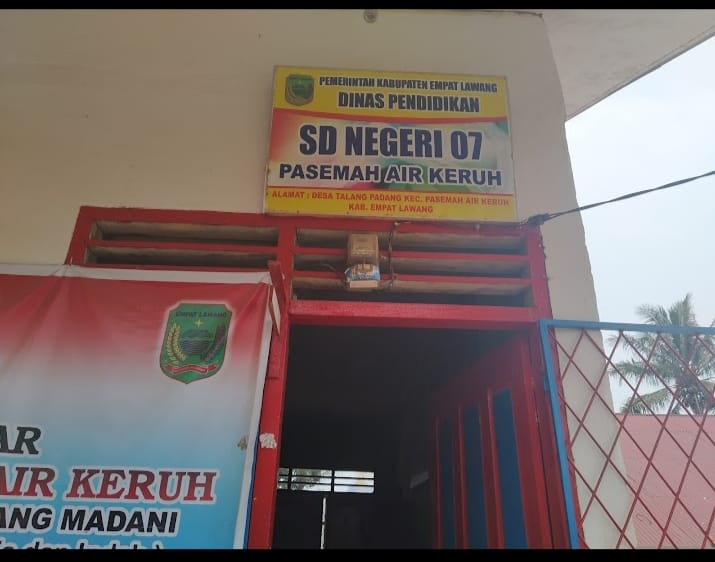 PEMERINTAH KABUPATEN EMPAT LAWANG
DINAS PENDIDIKAN
SD NEGERI 07
PASEMAH AIR KERUH
ALAMAT : DESA TALANG PADANG KEC. PASEMAH AIR KERUH
KAB. EMPAT LAWANG
EMPAT LAWANG
AR
AIR KERUH
ANG MADANI